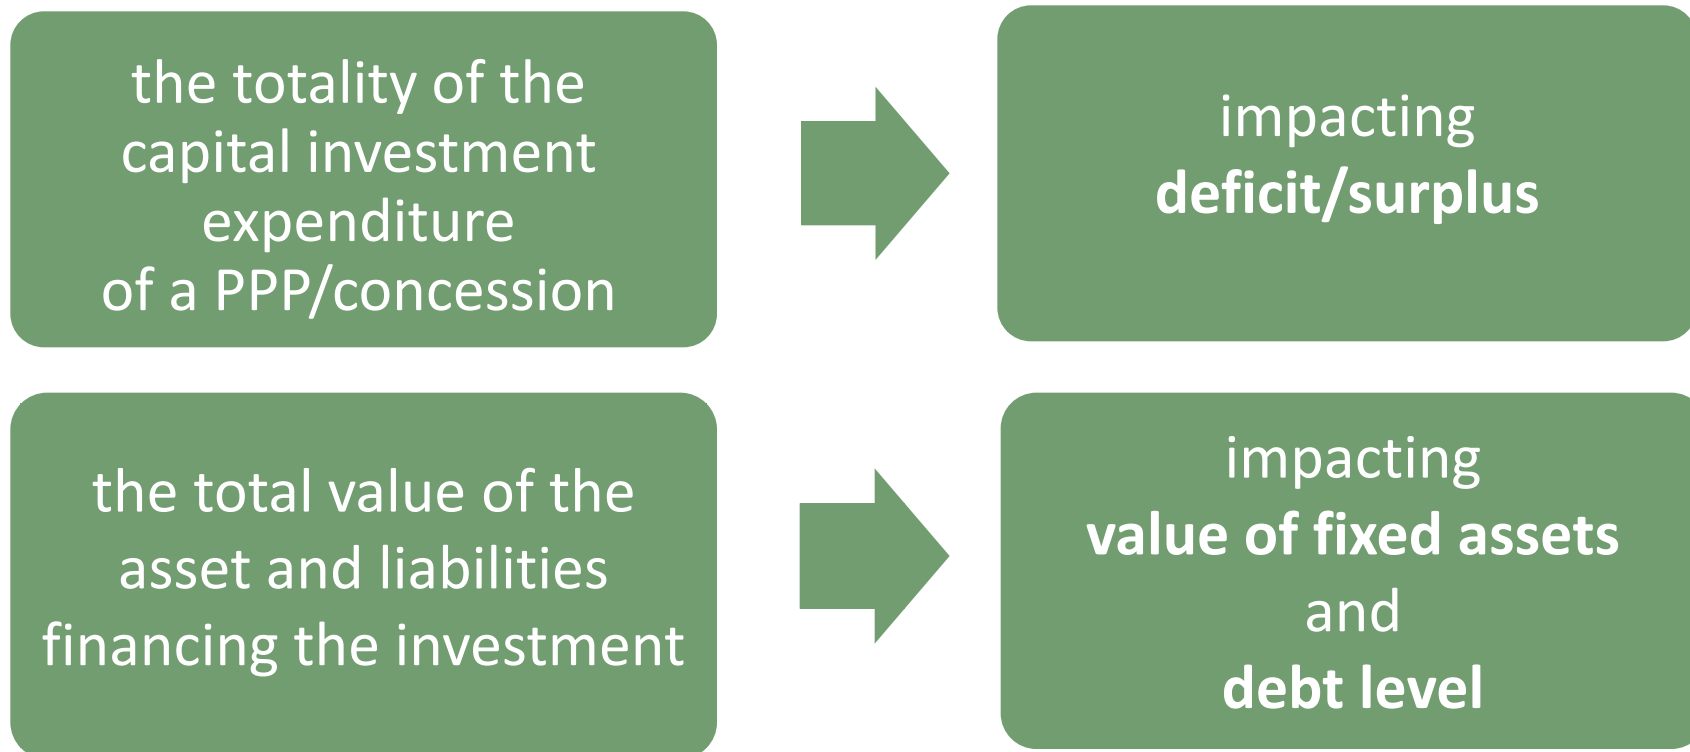 the totality of the
capital investment
expenditure
of a PPP/concession
impacting
deficit/surplus
the total value of the
asset and liabilities
financing the investment
impacting
value of fixed assets
and
debt level